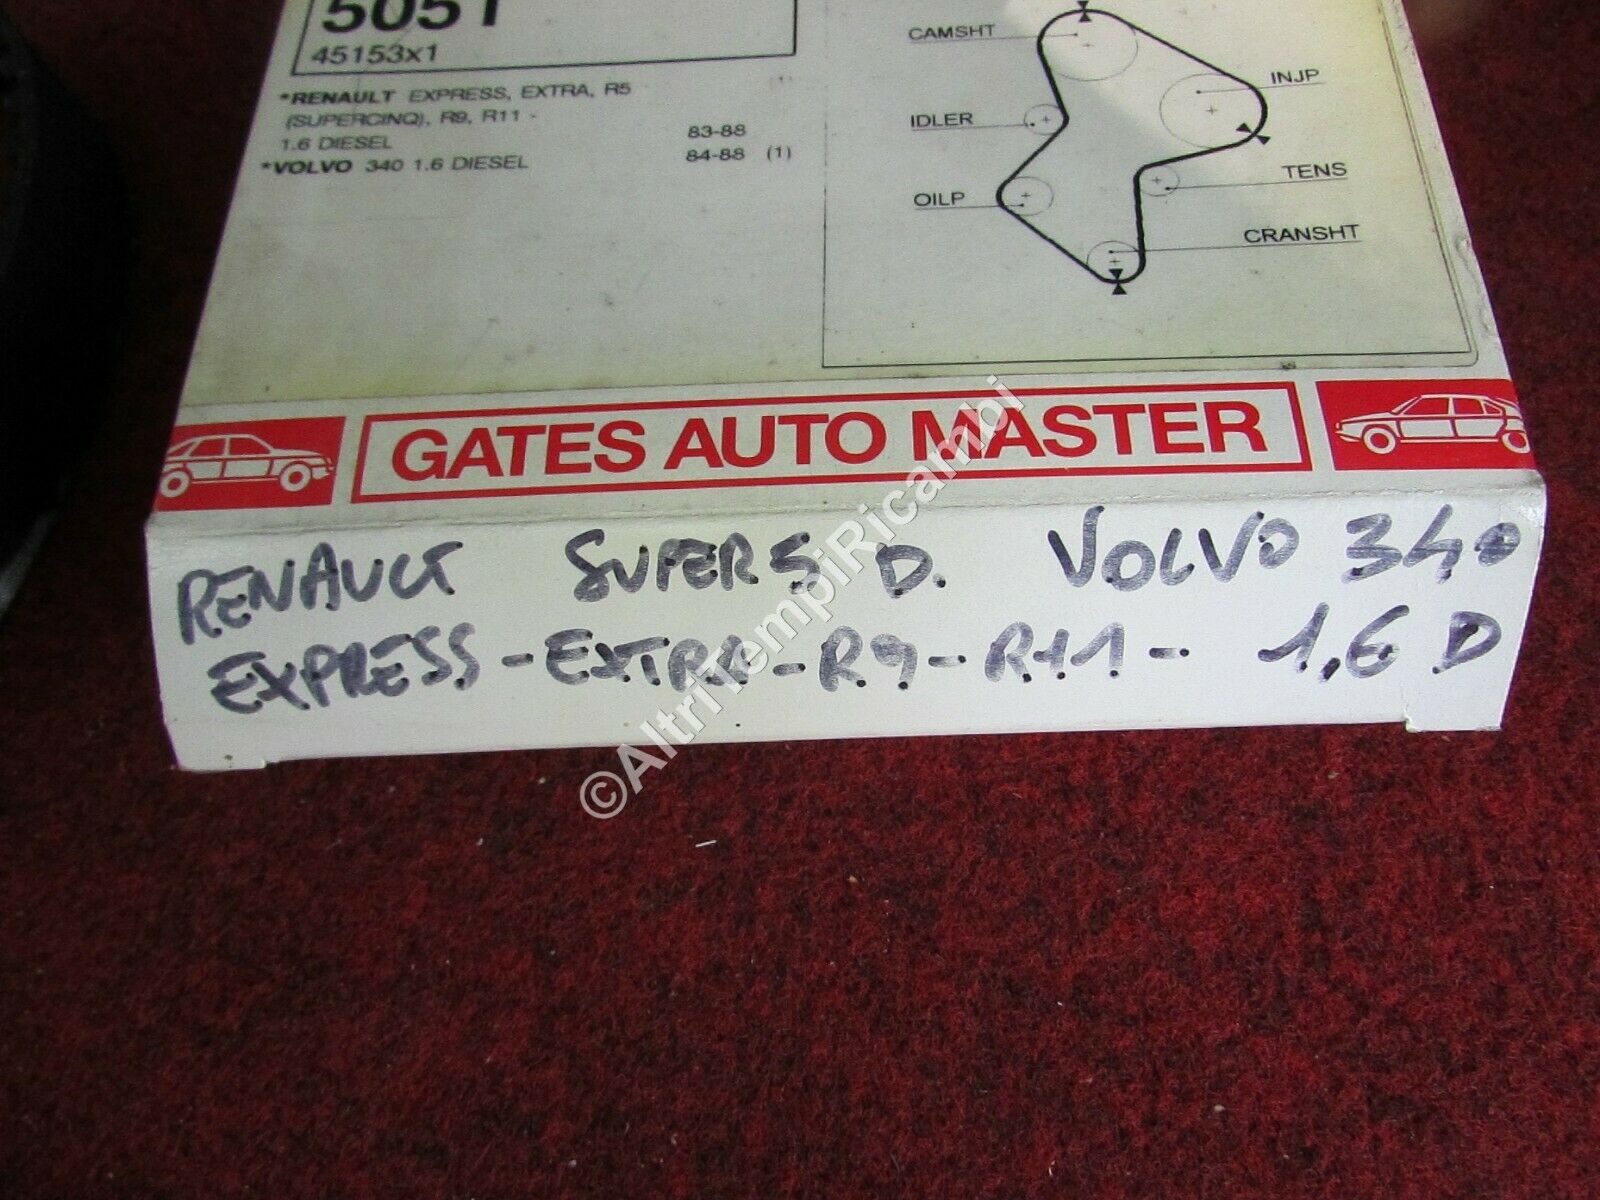 5051
45153x1
*RENAULT EXPRESS, EXTRA, R5 (1)
(SUPERCINQ), R9, R11 -
1.6 DIESEL 83-88
*VOLVO 340 1.6 DIESEL 84-88 (1)
CAMSHT
INJP
IDLER
TENS
OILP
CRANSHT
GATES AUTO MASTER
RENAULT SUPER5 D. VOLVO 340
EXPRESS-EXTRA-R9-R11- 1,6 D
©AltriTempiRicambi